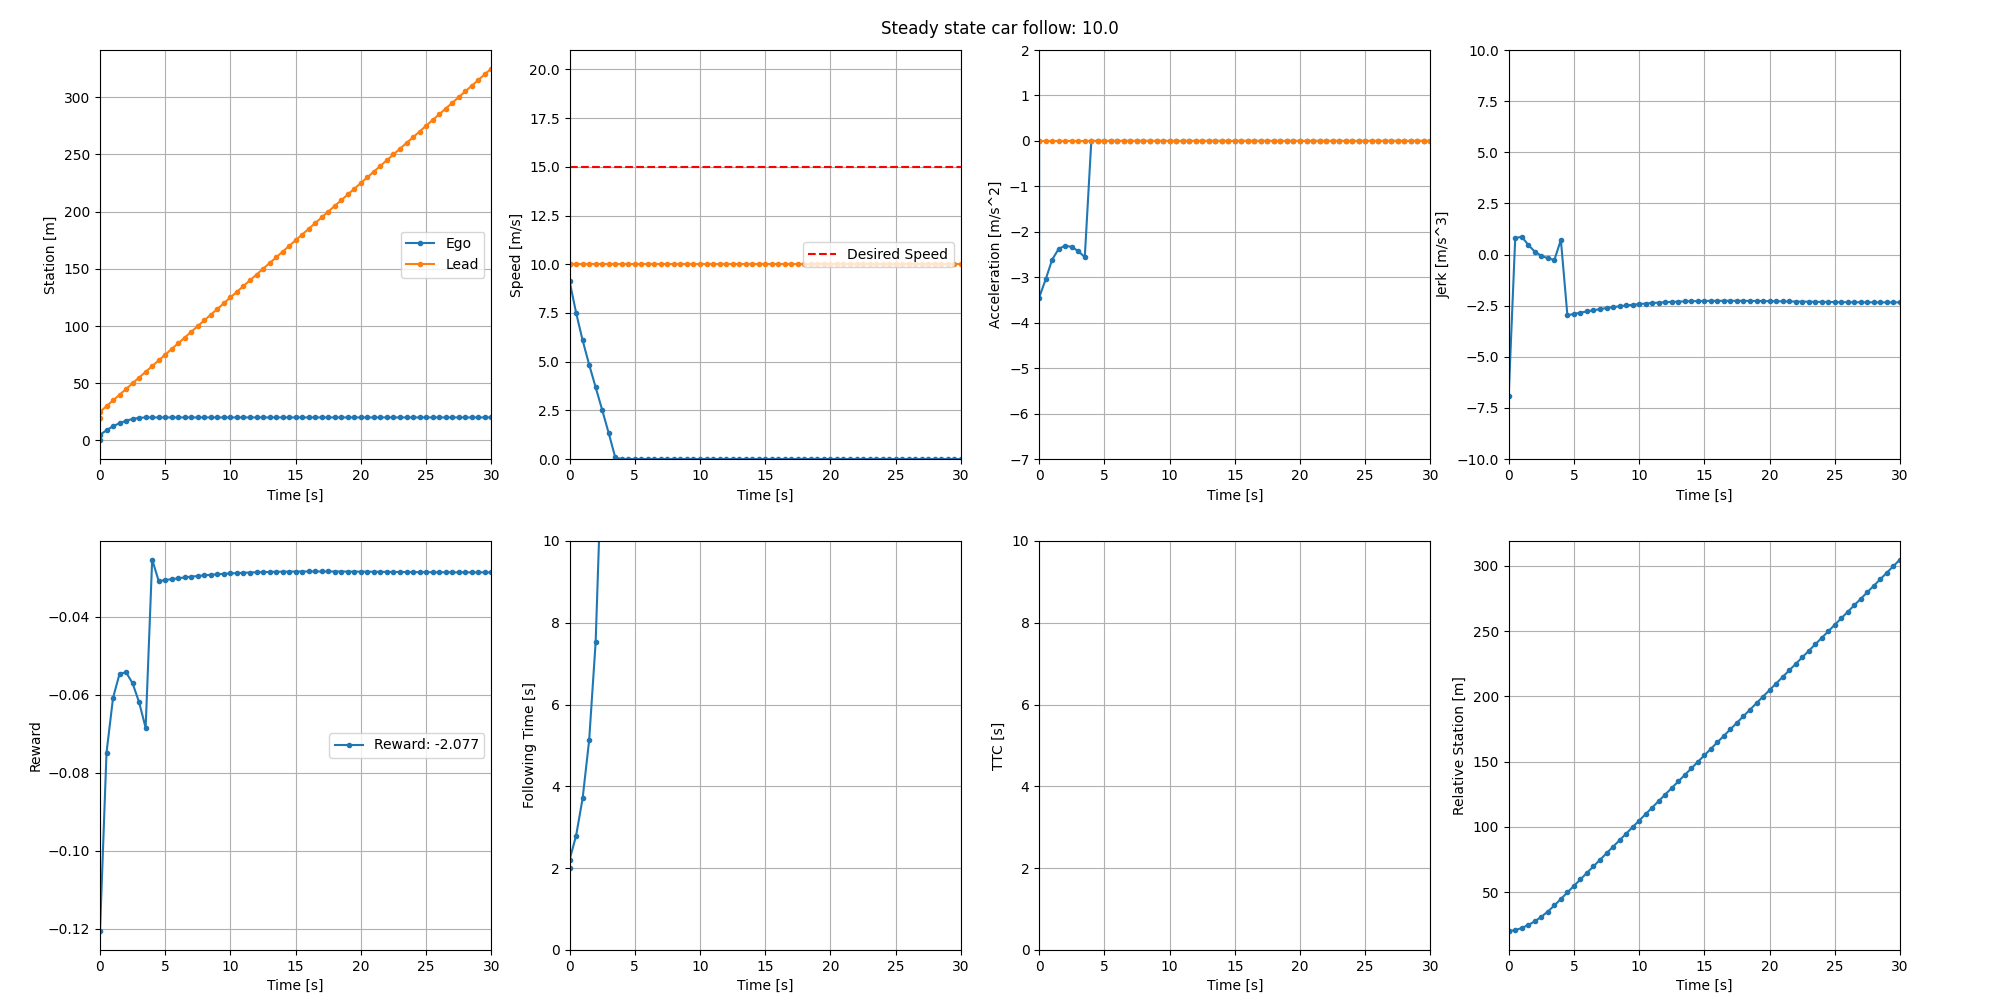 Steady state car follow: 10.0
Station [m]
300
250
200
150
100
50
0
Ego
Lead
0 5 10 15 20 25 30
Time [s]
Speed [m/s]
20.0
17.5
15.0
12.5
10.0
7.5
5.0
2.5
0.0
Desired Speed
0 5 10 15 20 25 30
Time [s]
Acceleration [m/s^2]
2
1
0
−1
−2
−3
−4
−5
−6
−7
0 5 10 15 20 25 30
Time [s]
Jerk [m/s^3]
10.0
7.5
5.0
2.5
0.0
−2.5
−5.0
−7.5
−10.0
0 5 10 15 20 25 30
Time [s]
Reward
−0.04
−0.06
−0.08
−0.10
−0.12
Reward: -2.077
0 5 10 15 20 25 30
Time [s]
Following Time [s]
10
8
6
4
2
0
0 5 10 15 20 25 30
Time [s]
TTC [s]
10
8
6
4
2
0
0 5 10 15 20 25 30
Time [s]
Relative Station [m]
300
250
200
150
100
50
0 5 10 15 20 25 30
Time [s]